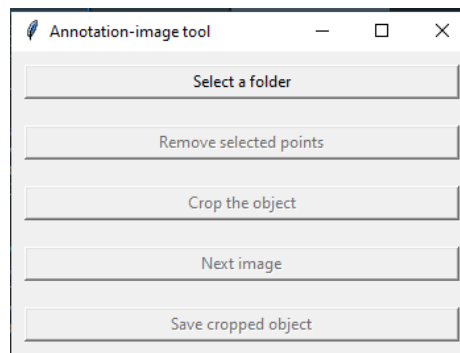 Annotation-image tool
Select a folder
Remove selected points
Crop the object
Next image
Save cropped object